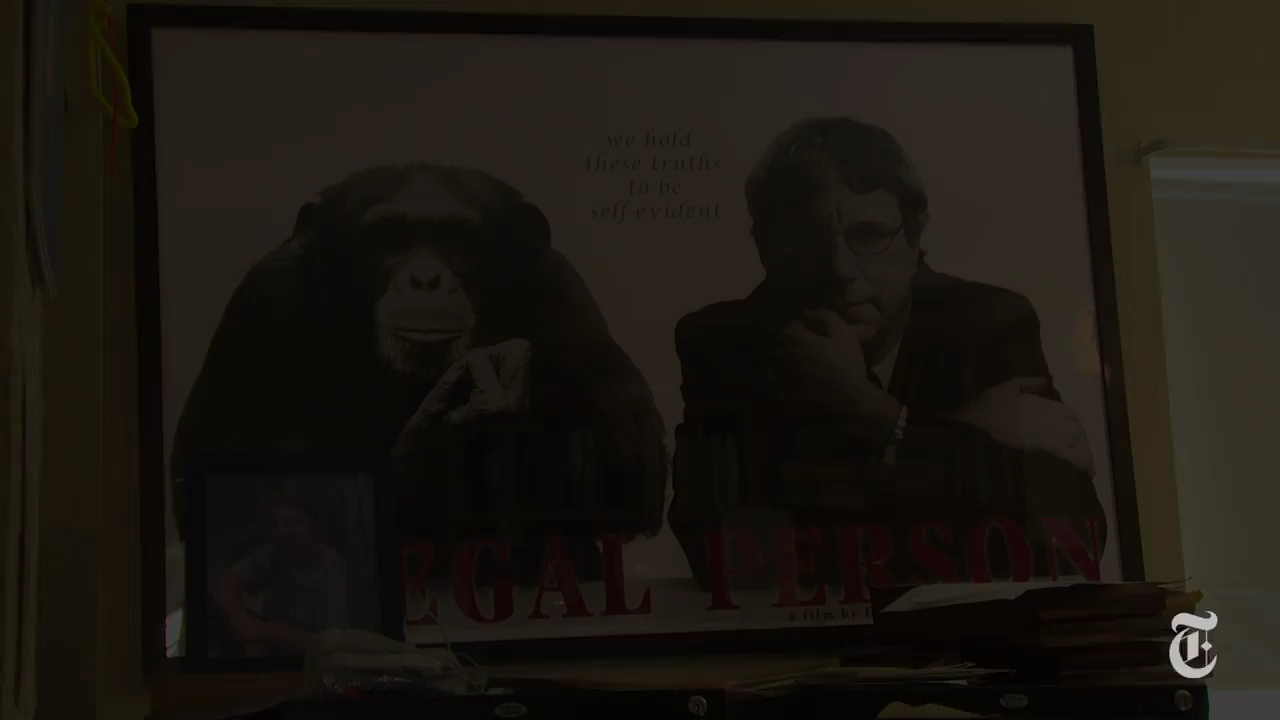 we hold
these truths
to be
self-evident
EGAL PERSON
a film by
T